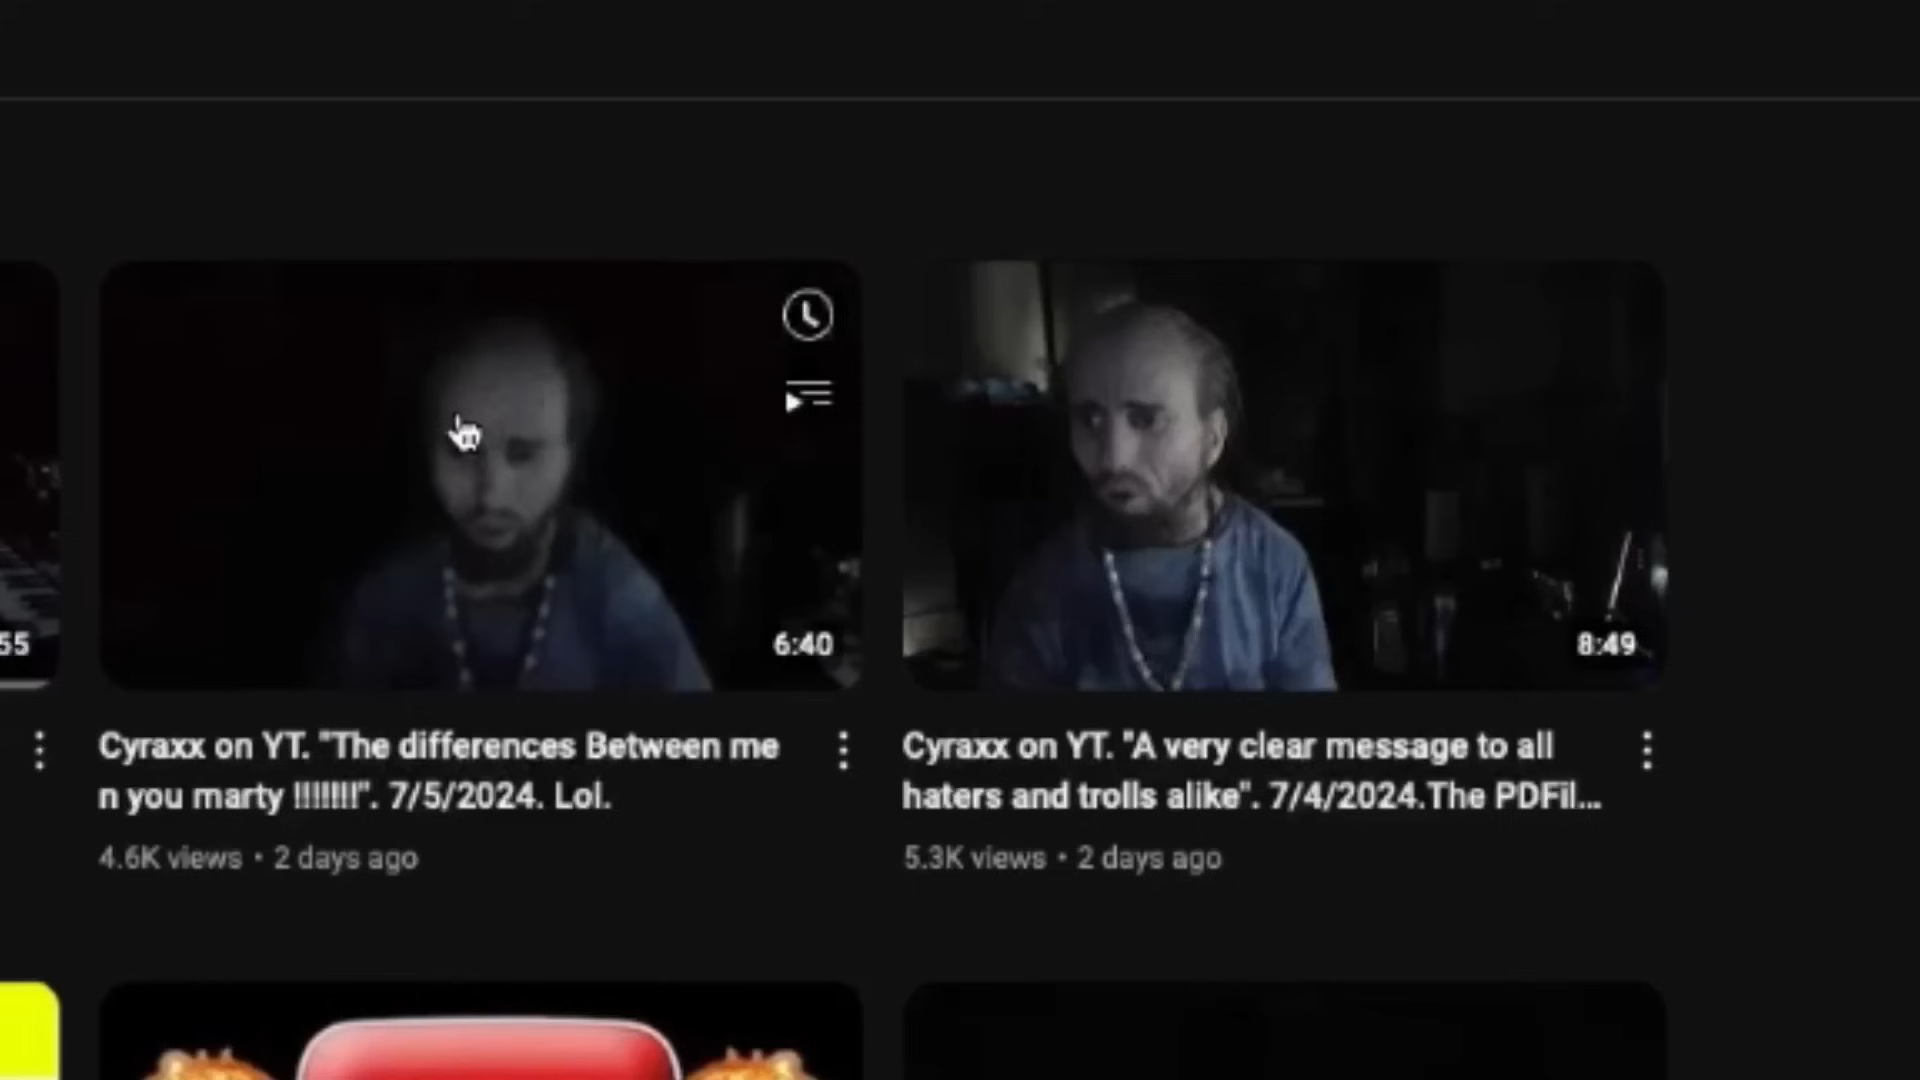 55
6:40
8:49
Cyraxx on YT. "The differences Between me
n you marty !!!!!!!". 7/5/2024. Lol.
4.6K views • 2 days ago
Cyraxx on YT. "A very clear message to all
haters and trolls alike". 7/4/2024.The PDFil...
5.3K views • 2 days ago